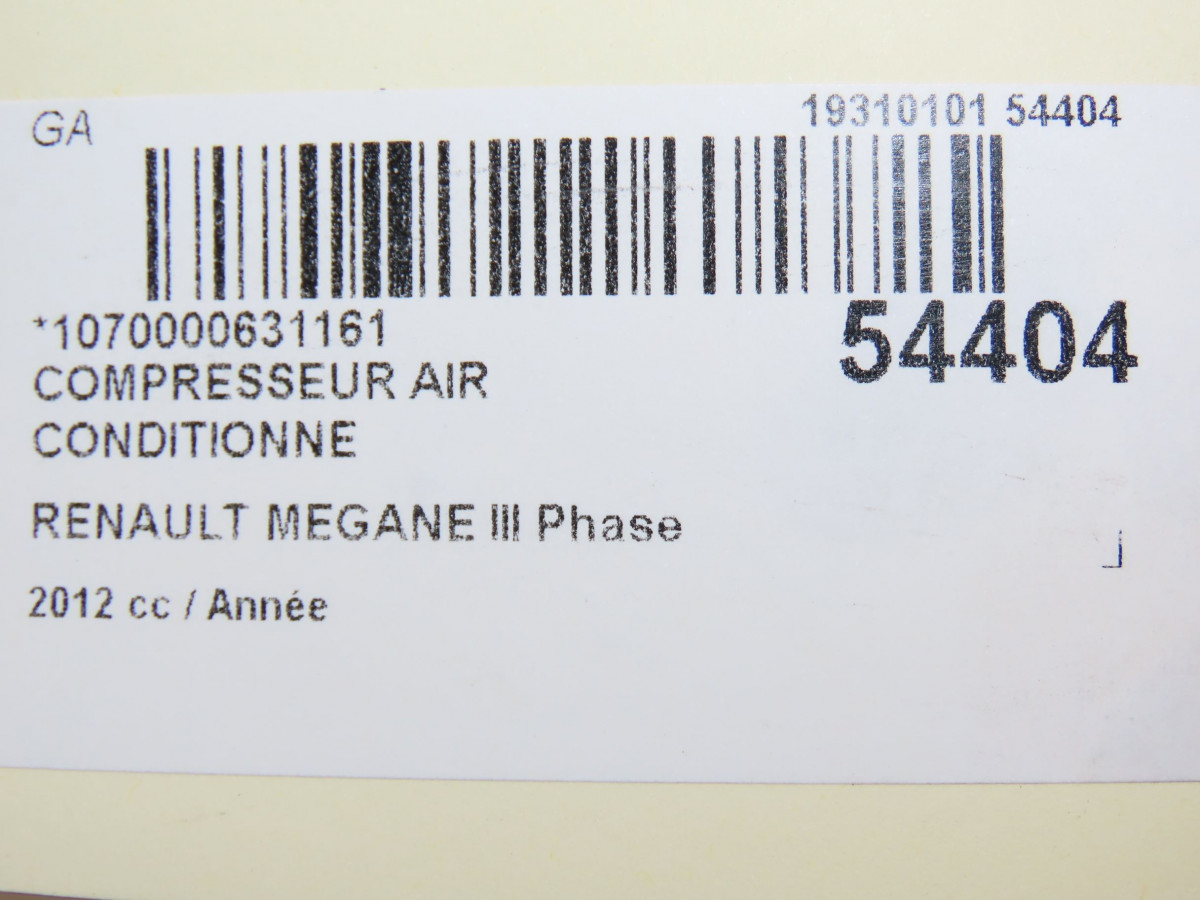 GA
19310101 54404
*1070000631161
54404
COMPRESSEUR AIR
CONDITIONNE
RENAULT MEGANE III Phase
2012 cc / Année